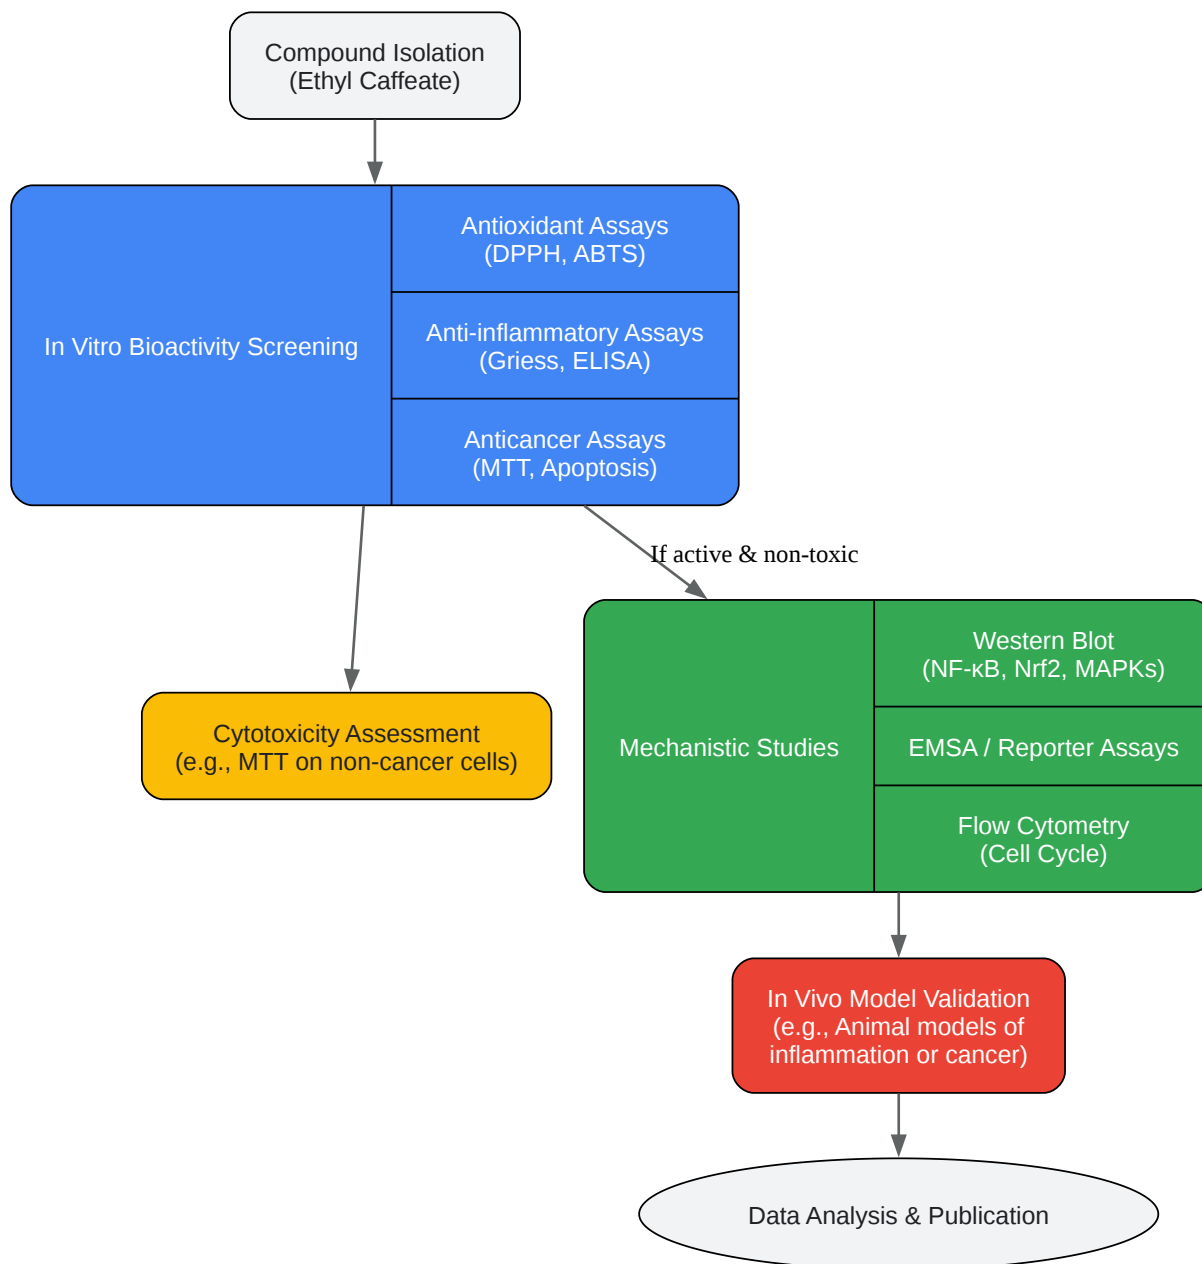 Compound Isolation
(Ethyl Caffeate)
In Vitro Bioactivity Screening
Antioxidant Assays
(DPPH, ABTS)
Anti-inflammatory Assays
(Griess, ELISA)
Anticancer Assays
(MTT, Apoptosis)
If active & non-toxic
Cytotoxicity Assessment
(e.g., MTT on non-cancer cells)
Mechanistic Studies
Western Blot
(NF-κB, Nrf2, MAPKs)
EMSA / Reporter Assays
Flow Cytometry
(Cell Cycle)
In Vivo Model Validation
(e.g., Animal models of
inflammation or cancer)
Data Analysis & Publication